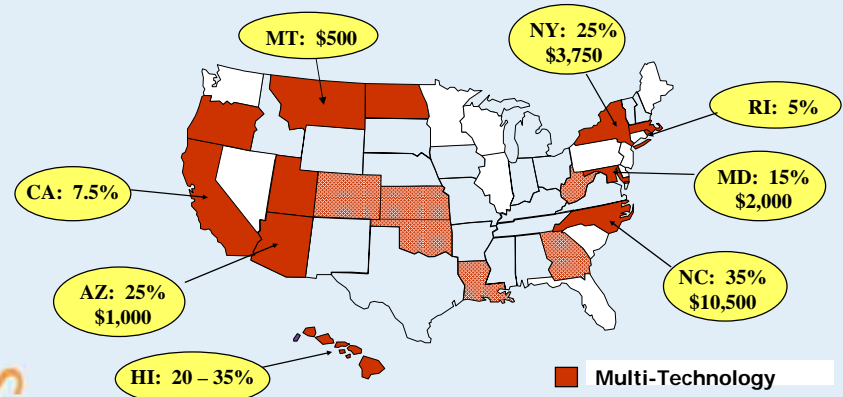 MT: $500
NY: 25%
$3,750
RI: 5%
CA: 7.5%
MD: 15%
$2,000
AZ: 25%
$1,000
NC: 35%
$10,500
HI: 20 – 35%
Multi-Technology